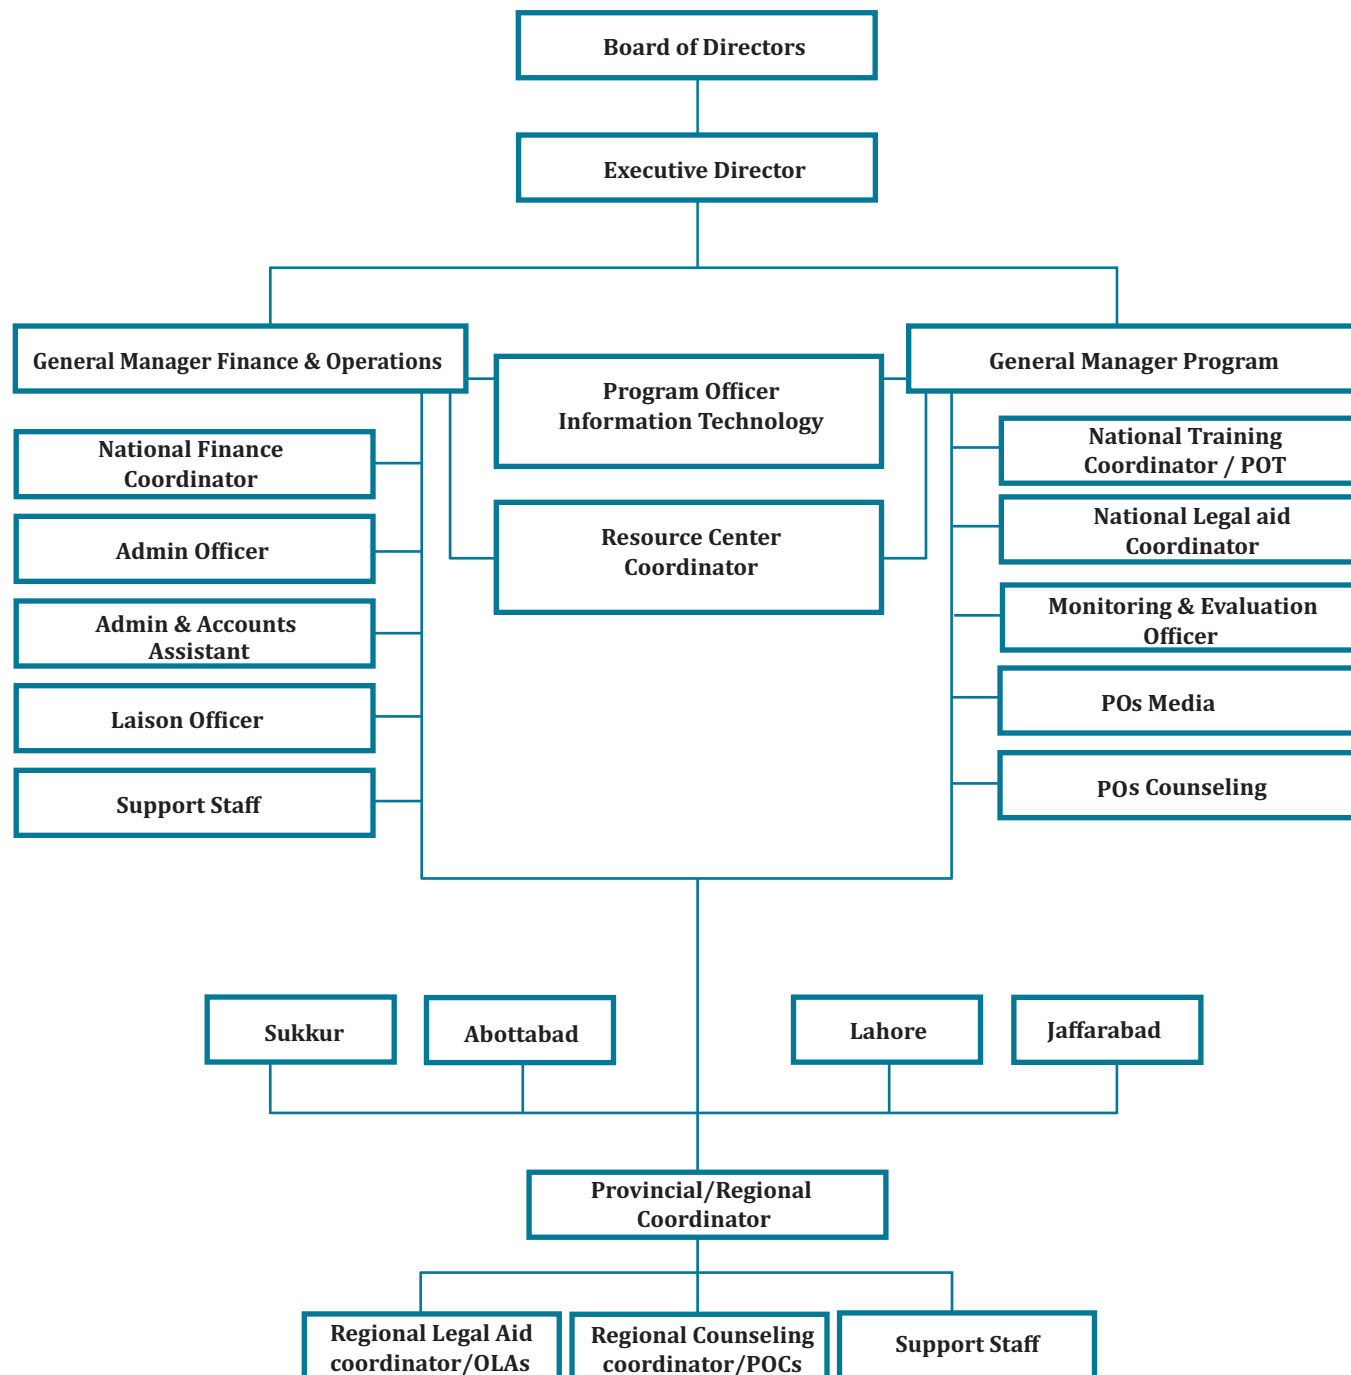 Board of Directors
Executive Director
General Manager Finance & Operations
General Manager Program
Program Officer
Information Technology
Resource Center
Coordinator
National Finance
Coordinator
Admin Officer
Admin & Accounts
Assistant
Laison Officer
Support Staff
National Training
Coordinator / POT
National Legal aid
Coordinator
Monitoring & Evaluation
Officer
POs Media
POs Counseling
Sukkur
Abottabad
Lahore
Jaffarabad
Provincial/Regional
Coordinator
Regional Legal Aid
coordinator/OLAs
Regional Counseling
coordinator/POCs
Support Staff